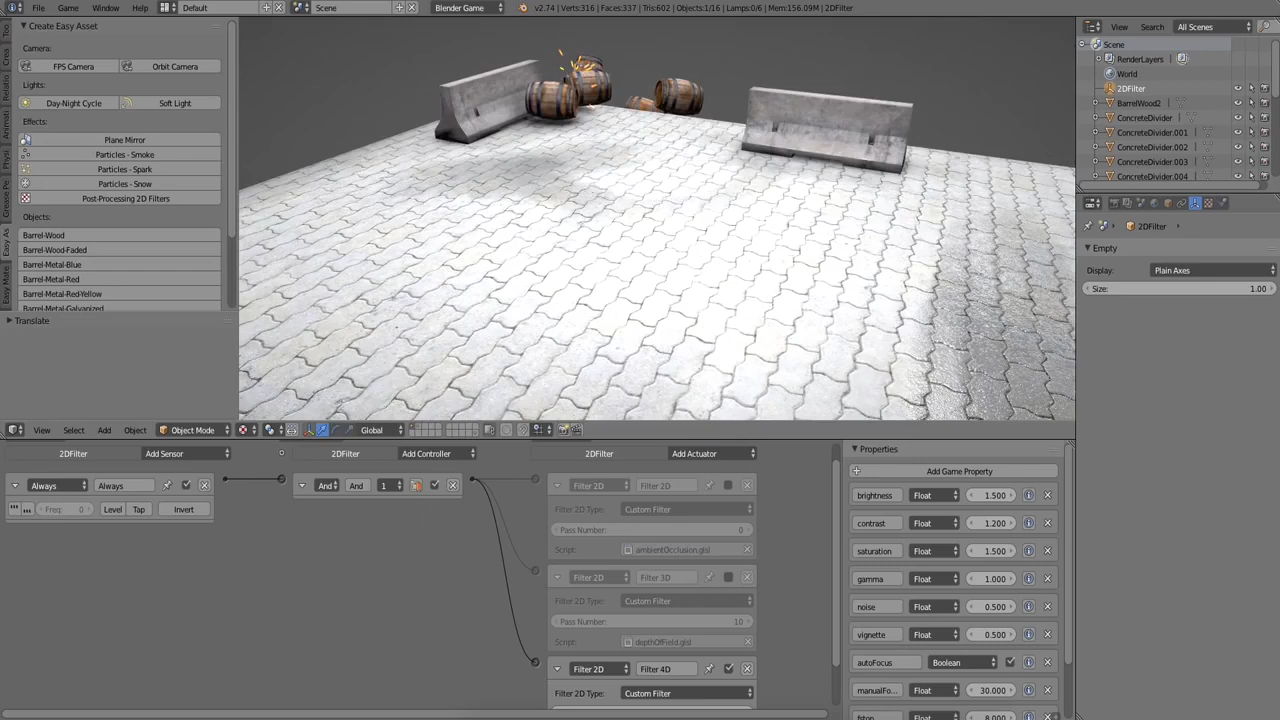 File Game Window Help Default Scene Blender Game v2.74 | Verts:316 | Faces:337 | Tris:602 | Objects:1/16 | Lamps:0/6 | Mem:156.09M | 2DFilter
Create Easy Asset
Camera:
FPS Camera Orbit Camera
Lights:
Day-Night Cycle Soft Light
Effects:
Plane Mirror
Particles - Smoke
Particles - Spark
Particles - Snow
Post-Processing 2D Filters
Objects:
Barrel-Wood
Barrel-Wood-Faded
Barrel-Metal-Blue
Barrel-Metal-Red
Barrel-Metal-Red-Yellow
Barrel-Metal-Galvanized
Translate
View Search All Scenes
Scene
RenderLayers
World
2DFilter
BarrelWood2
ConcreteDivider
ConcreteDivider.001
ConcreteDivider.002
ConcreteDivider.003
ConcreteDivider.004
2DFilter
Empty
Display: Plain Axes
Size: 1.00
View Select Add Object Object Mode Global
2DFilter Add Sensor 2DFilter Add Controller 2DFilter Add Actuator
Always Always
Freq: 0 Level Tap Invert
And And 1
Filter 2D Filter 2D
Filter 2D Type: Custom Filter
Pass Number: 0
Script: ambientOcclusion.glsl
Filter 2D Filter 3D
Filter 2D Type: Custom Filter
Pass Number: 10
Script: depthOfField.glsl
Filter 2D Filter 4D
Filter 2D Type: Custom Filter
Properties
Add Game Property
brightness Float 1.500
contrast Float 1.200
saturation Float 1.500
gamma Float 1.000
noise Float 0.500
vignette Float 0.500
autoFocus Boolean
manualFo... Float 30.000
fstop Float 8.000